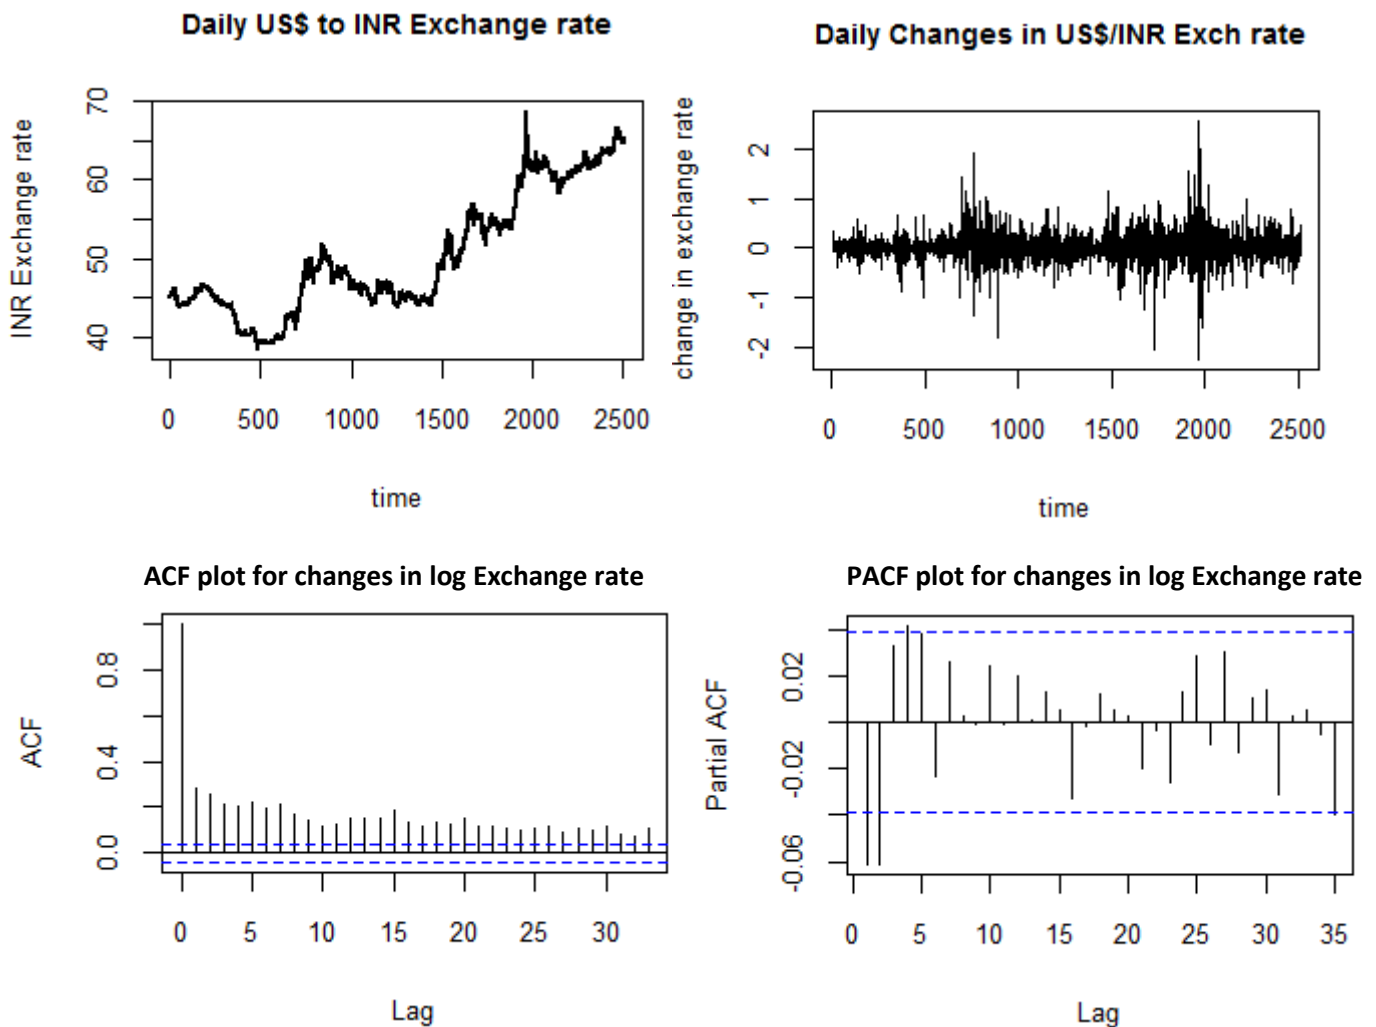 Daily US$ to INR Exchange rate
INR Exchange rate
70
60
50
40
0 500 1000 1500 2000 2500
time
Daily Changes in US$/INR Exch rate
change in exchange rate
2
1
0
-1
-2
0 500 1000 1500 2000 2500
time
ACF plot for changes in log Exchange rate
ACF
0.8
0.4
0.0
0 5 10 15 20 25 30
Lag
PACF plot for changes in log Exchange rate
Partial ACF
0.02
-0.02
-0.06
0 5 10 15 20 25 30 35
Lag